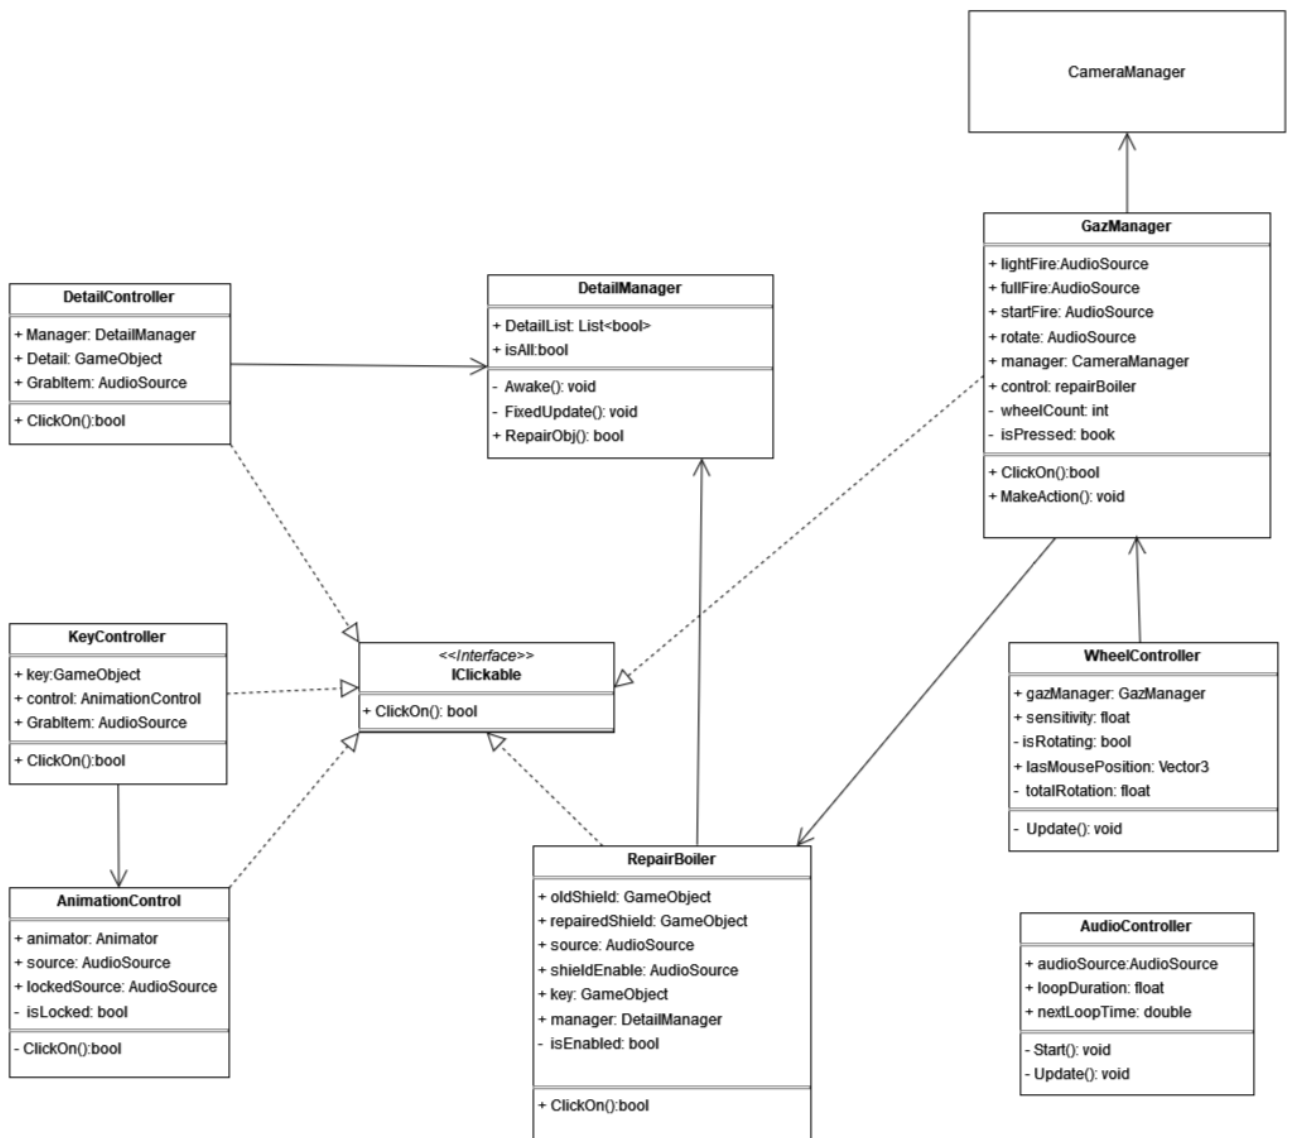 CameraManager
GazManager
+ lightFire:AudioSource
+ fullFire:AudioSource
+ startFire: AudioSource
+ rotate: AudioSource
+ manager: CameraManager
+ control: repairBoiler
- wheelCount: int
- isPressed: book
+ ClickOn():bool
+ MakeAction(): void
DetailController
+ Manager: DetailManager
+ Detail: GameObject
+ GrabItem: AudioSource
+ ClickOn():bool
DetailManager
+ DetailList: List<bool>
+ isAll:bool
- Awake(): void
- FixedUpdate(): void
+ RepairObj(): bool
KeyController
+ key:GameObject
+ control: AnimationControl
+ GrabItem: AudioSource
+ ClickOn():bool
<<Interface>>
IClickable
+ ClickOn(): bool
WheelController
+ gazManager: GazManager
+ sensitivity: float
- isRotating: bool
+ lasMousePosition: Vector3
- totalRotation: float
- Update(): void
AnimationControl
+ animator: Animator
+ source: AudioSource
+ lockedSource: AudioSource
- isLocked: bool
- ClickOn():bool
RepairBoiler
+ oldShield: GameObject
+ repairedShield: GameObject
+ source: AudioSource
+ shieldEnable: AudioSource
+ key: GameObject
+ manager: DetailManager
- isEnabled: bool
+ ClickOn():bool
AudioController
+ audioSource:AudioSource
+ loopDuration: float
+ nextLoopTime: double
- Start(): void
- Update(): void